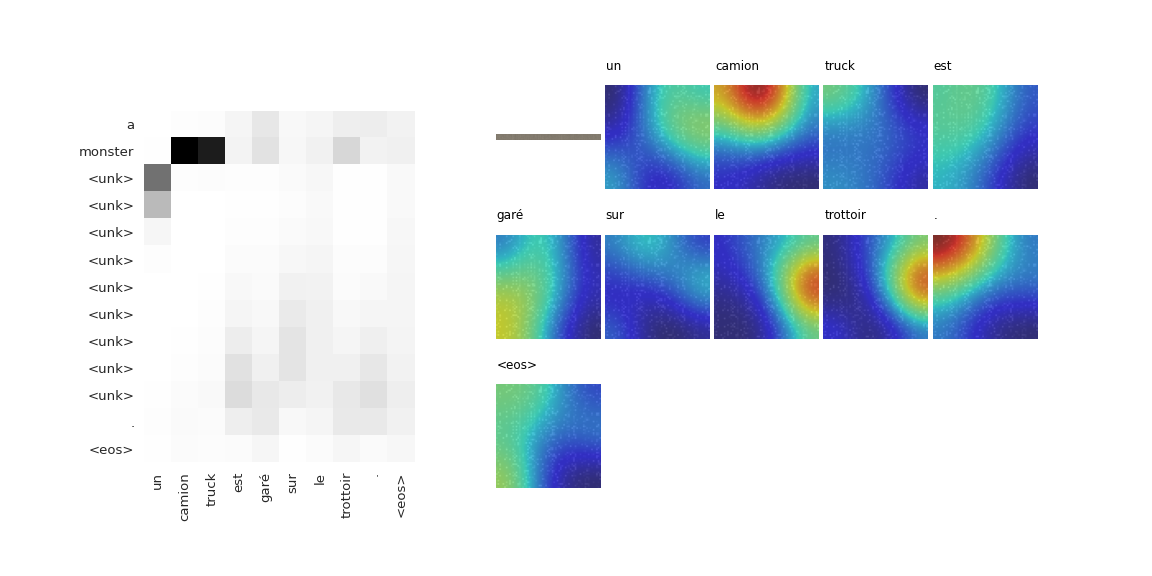 a
monster
<unk>
<unk>
<unk>
<unk>
<unk>
<unk>
<unk>
<unk>
<unk>
.
<eos>
un camion truck est garé sur le trottoir . <eos>
un camion truck est
garé sur le trottoir .
<eos>